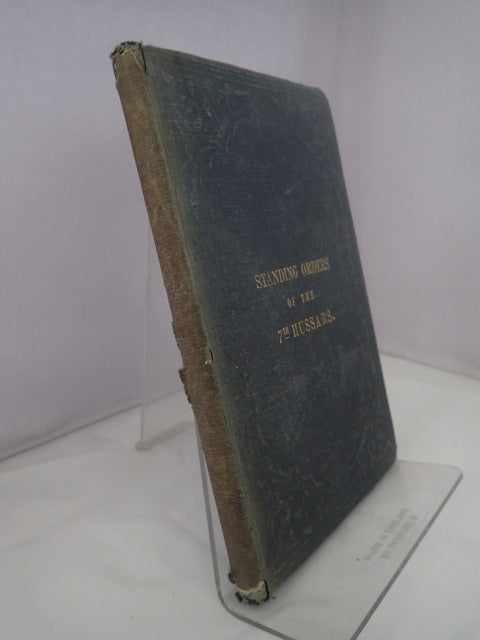 STANDING ORDERS
OF THE
7TH HUSSARS.